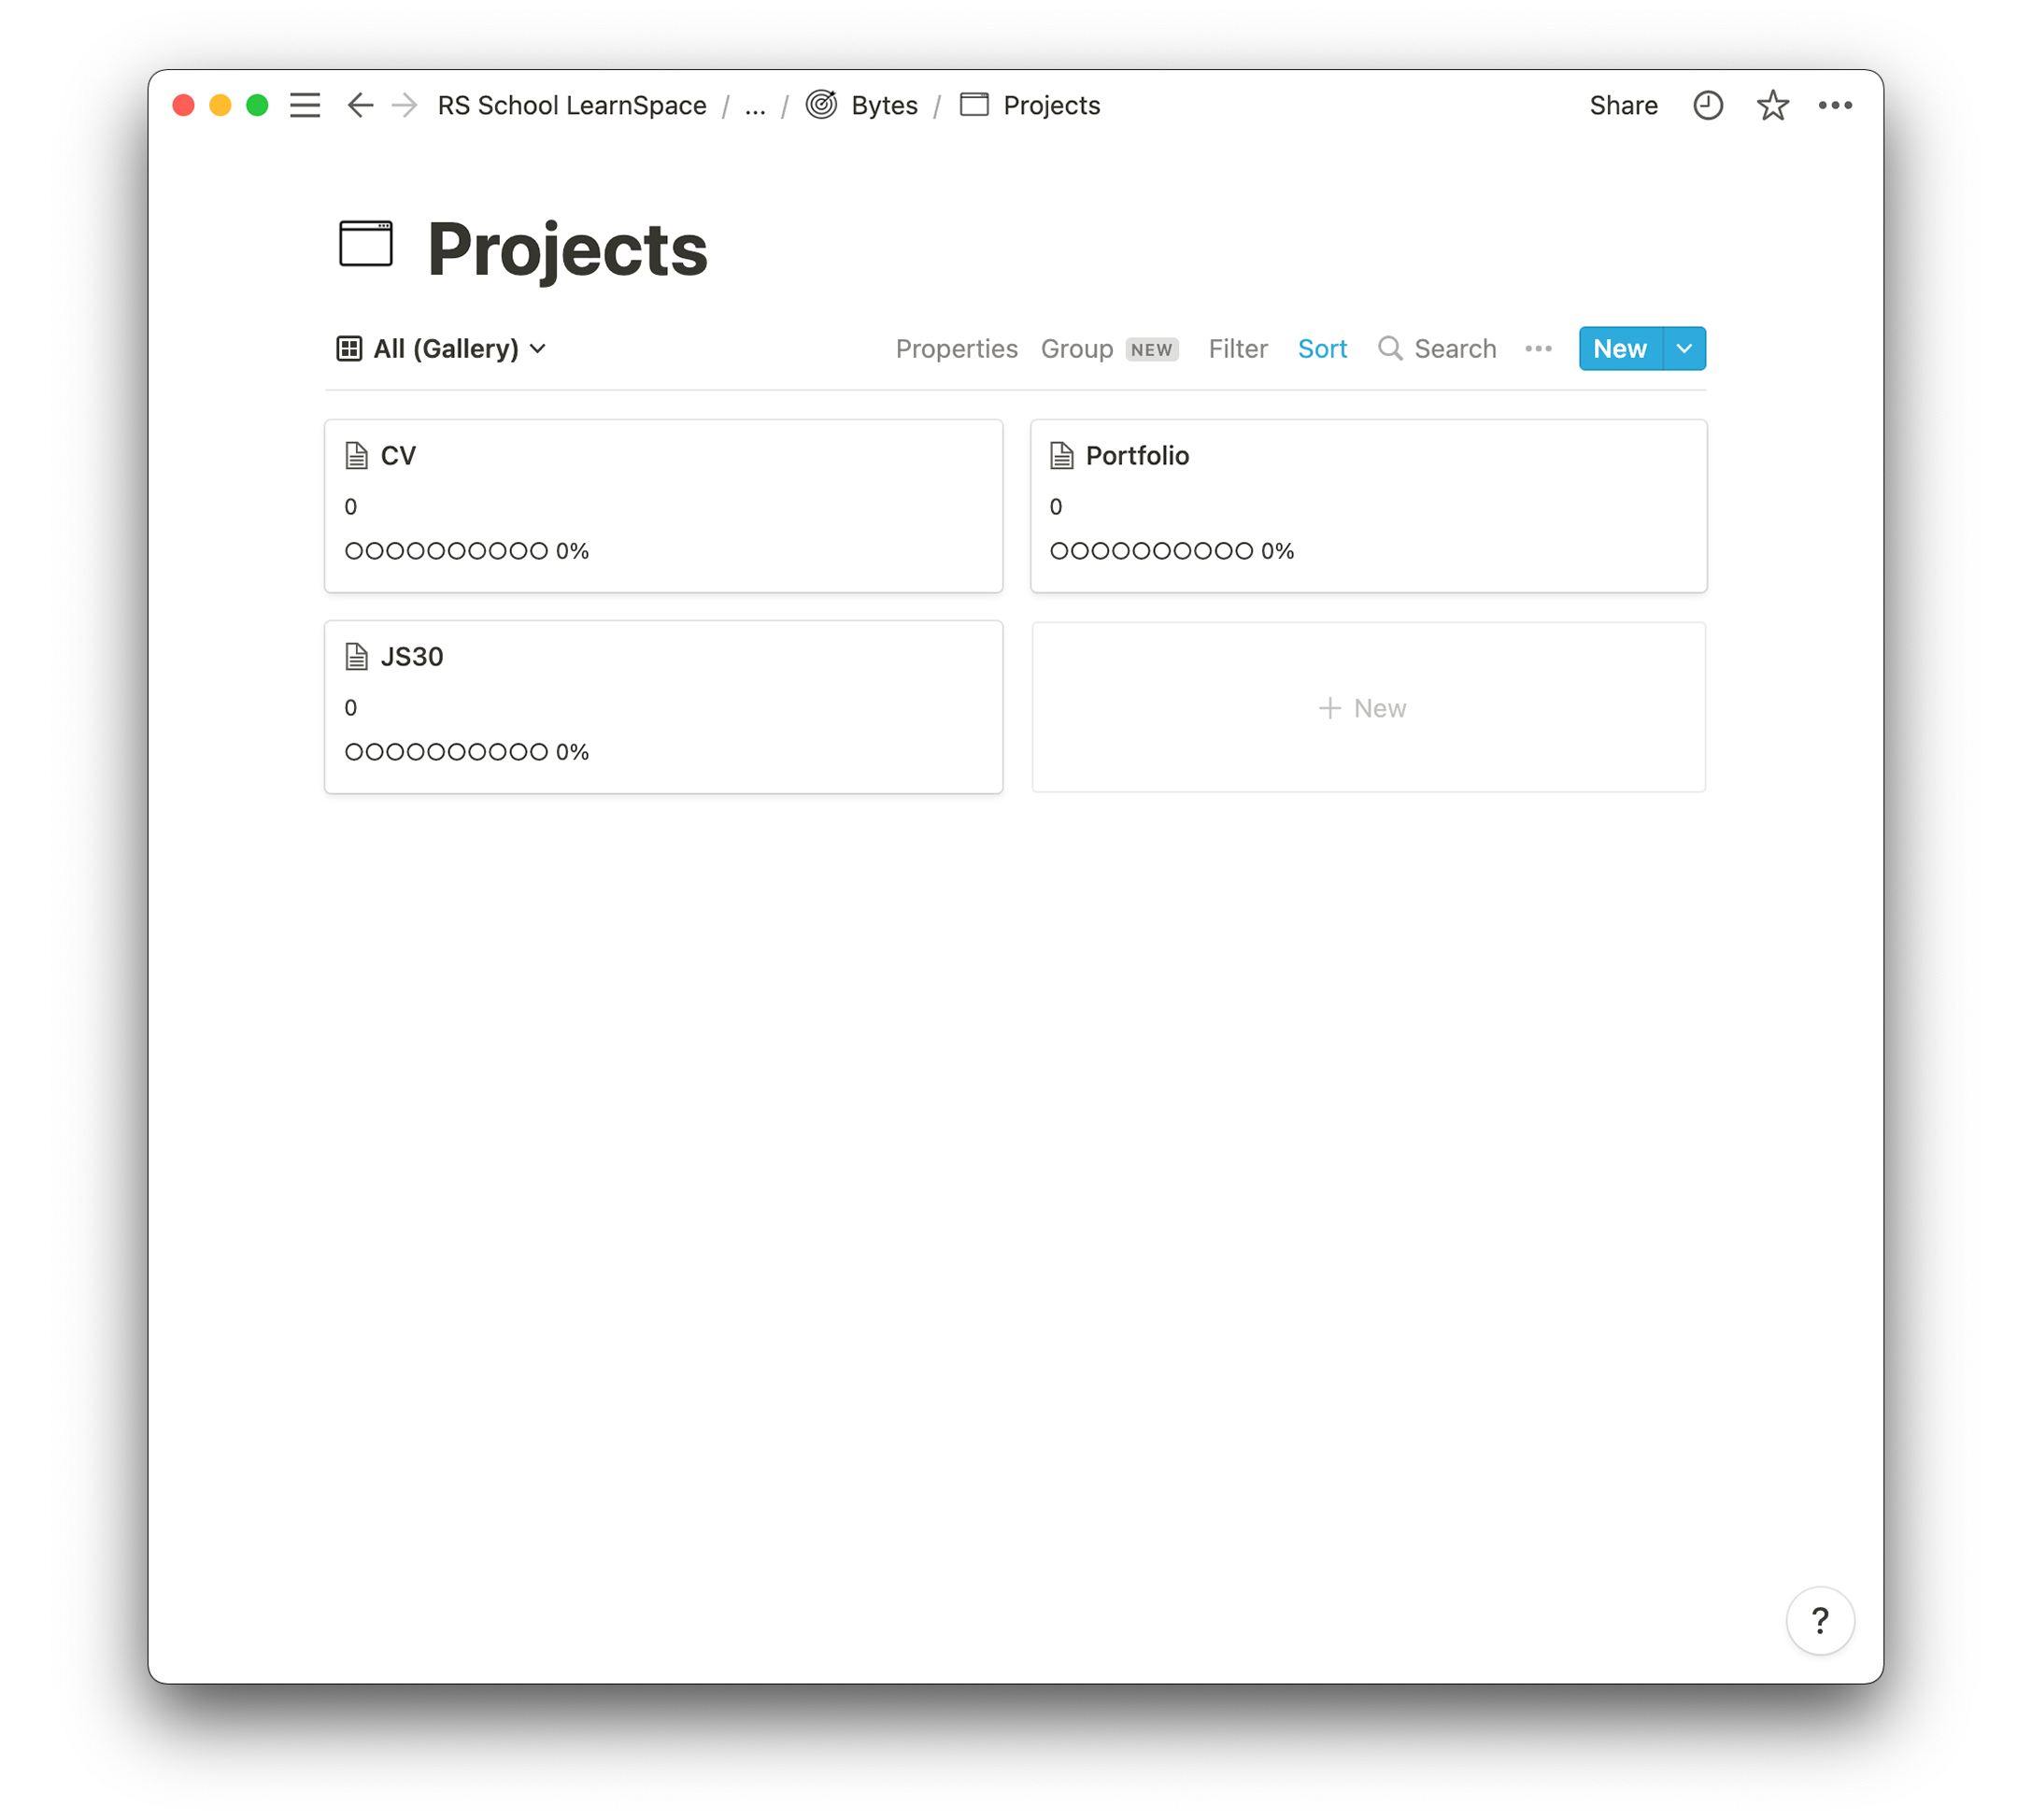 RS School LearnSpace / ... / Bytes / Projects Share
Projects
All (Gallery) Properties Group NEW Filter Sort Search New
CV
0
○○○○○○○○○○ 0%
Portfolio
0
○○○○○○○○○○ 0%
JS30
0
○○○○○○○○○○ 0%
+ New
?